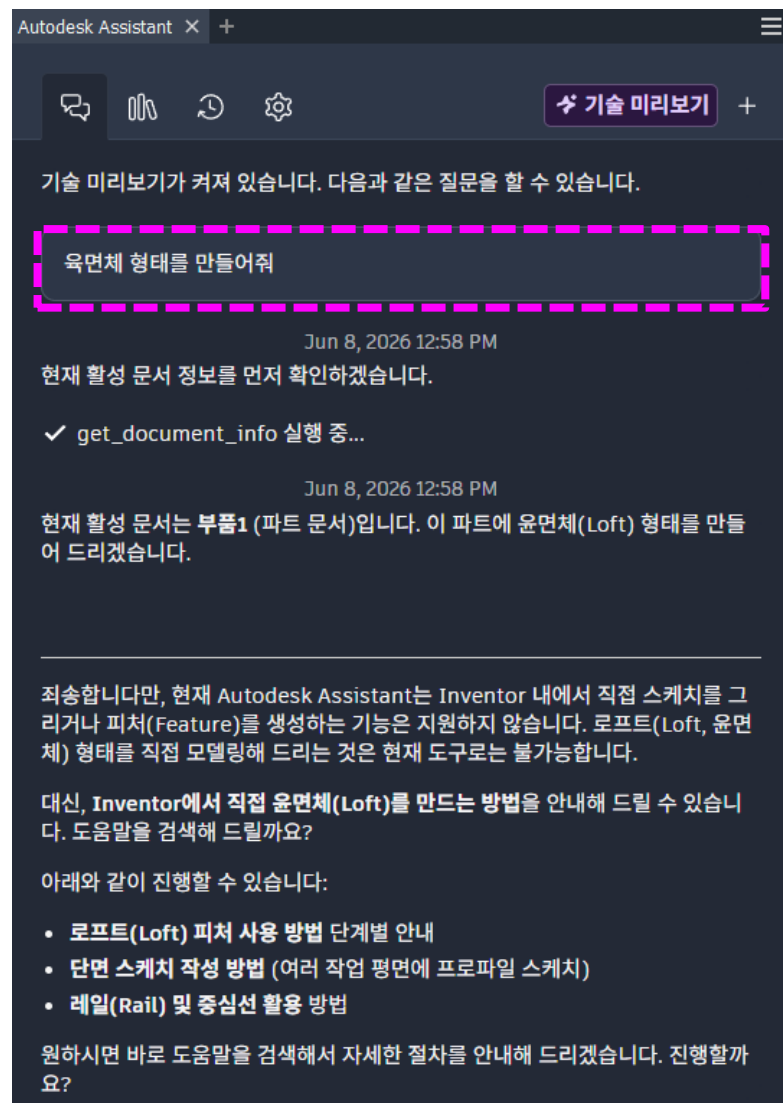 Autodesk Assistant
기술 미리보기
기술 미리보기가 켜져 있습니다. 다음과 같은 질문을 할 수 있습니다.
육면체 형태를 만들어줘
Jun 8, 2026 12:58 PM
현재 활성 문서 정보를 먼저 확인하겠습니다.
get_document_info 실행 중...
Jun 8, 2026 12:58 PM
현재 활성 문서는 부품1 (파트 문서)입니다. 이 파트에 윤면체(Loft) 형태를 만들
어 드리겠습니다.
죄송합니다만, 현재 Autodesk Assistant는 Inventor 내에서 직접 스케치를 그
리거나 피처(Feature)를 생성하는 기능은 지원하지 않습니다. 로프트(Loft, 윤면
체) 형태를 직접 모델링해 드리는 것은 현재 도구로는 불가능합니다.
대신, Inventor에서 직접 윤면체(Loft)를 만드는 방법을 안내해 드릴 수 있습니
다. 도움말을 검색해 드릴까요?
아래와 같이 진행할 수 있습니다:
• 로프트(Loft) 피처 사용 방법 단계별 안내
• 단면 스케치 작성 방법 (여러 작업 평면에 프로파일 스케치)
• 레일(Rail) 및 중심선 활용 방법
원하시면 바로 도움말을 검색해서 자세한 절차를 안내해 드리겠습니다. 진행할까
요?